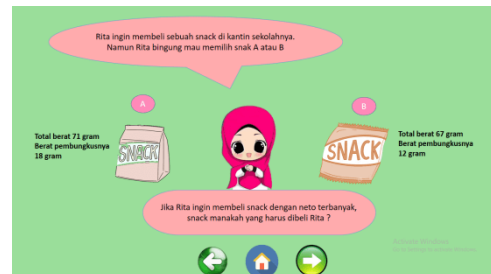 Rita ingin membeli sebuah snack di kantin sekolahnya.
Namun Rita bingung mau memilih snak A atau B
A
B
Total berat 71 gram
Berat pembungkusnya
18 gram
SNACK
SNACK
Total berat 67 gram
Berat pembungkusnya
12 gram
Jika Rita ingin membeli snack dengan neto terbanyak,
snack manakah yang harus dibeli Rita ?
Activate Windows